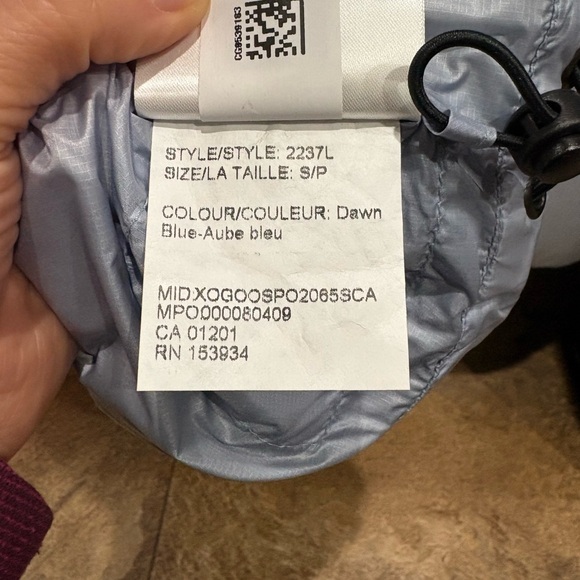 CG9539163
STYLE/STYLE: 2237L
SIZE/LA TAILLE: S/P
COLOUR/COULEUR: Dawn
Blue-Aube bleu
MID:XOGOOSPO2065SCA
MPO:000080409
CA 01201
RN 153934